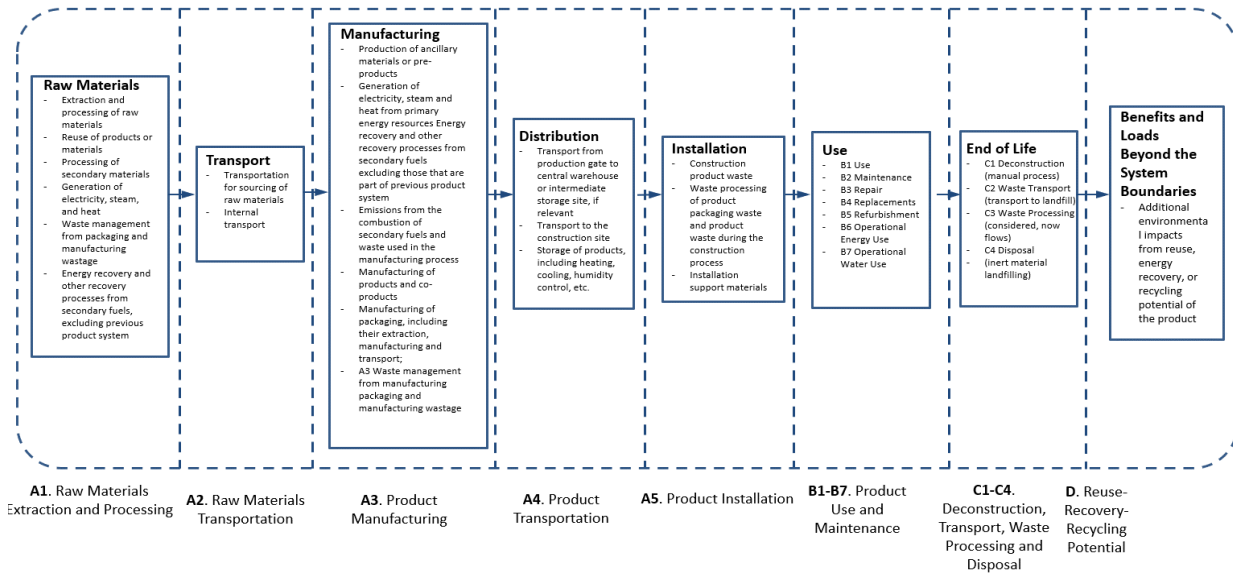 Raw Materials
- Extraction and
processing of raw
materials
- Reuse of products or
materials
- Processing of
secondary materials
- Generation of
electricity, steam, and
heat
- Waste management
from packaging and
manufacturing
wastage
- Energy recovery and
other recovery
processes from
secondary fuels,
excluding previous
product system
Transport
- Transportation
for sourcing of
raw materials
- Internal
transport
Manufacturing
- Production of ancillary
materials or pre-
products
- Generation of
electricity, steam and
heat from primary
energy resources Energy
recovery and other
recovery processes from
secondary fuels
excluding those that are
part of previous product
system
- Emissions from the
combustion of
secondary fuels and
waste used in the
manufacturing process
- Manufacturing of
products and co-
products
- Manufacturing of
packaging, including
their extraction,
manufacturing and
transport;
- A3 Waste management
from manufacturing
packaging and
manufacturing wastage
Distribution
- Transport from
production gate to
central warehouse
or intermediate
storage site, if
relevant
- Transport to the
construction site
- Storage of products,
including heating,
cooling, humidity
control, etc.
Installation
- Construction
product waste
- Waste processing
of product
packaging waste
and product
waste during the
construction
process
- Installation
support materials
Use
- B1 Use
- B2 Maintenance
- B3 Repair
- B4 Replacements
- B5 Refurbishment
- B6 Operational
Energy Use
- B7 Operational
Water Use
End of Life
- C1 Deconstruction
(manual process)
- C2 Waste Transport
(transport to landfill)
- C3 Waste Processing
(considered, now
flows)
- C4 Disposal
- (inert material
landfilling)
Benefits and
Loads
Beyond the
System
Boundaries
- Additional
environmenta
l impacts
from reuse,
energy
recovery, or
recycling
potential of
the product
A1. Raw Materials
Extraction and Processing
A2. Raw Materials
Transportation
A3. Product
Manufacturing
A4. Product
Transportation
A5. Product Installation
B1-B7. Product
Use and
Maintenance
C1-C4.
Deconstruction,
Transport, Waste
Processing and
Disposal
D. Reuse-
Recovery-
Recycling
Potential